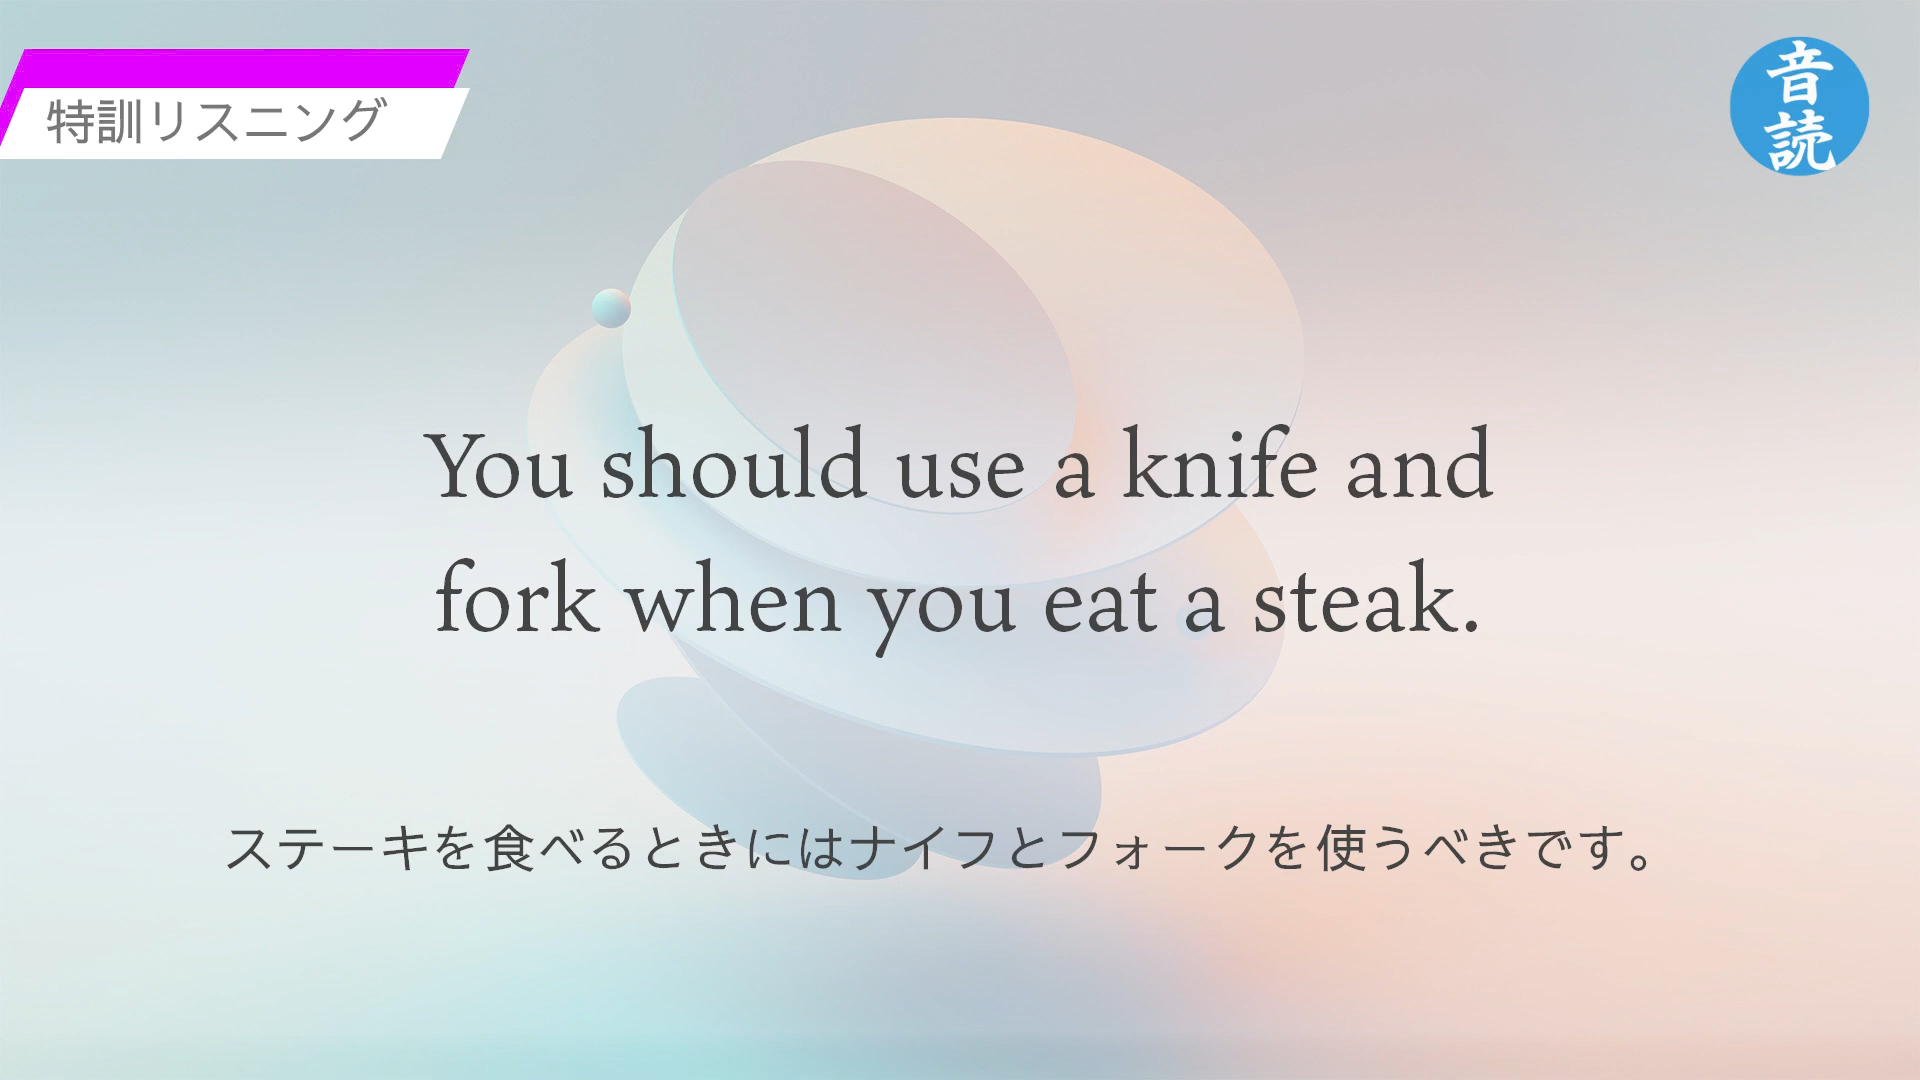 特訓リスニング
音読
You should use a knife and
fork when you eat a steak.
ステーキを食べるときにはナイフとフォークを使うべきです。